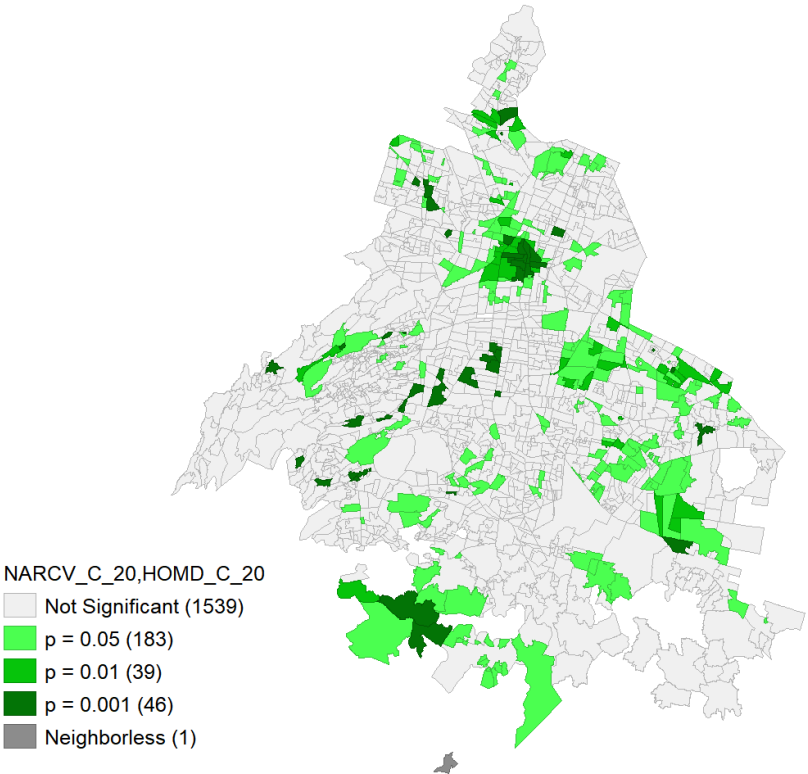 NARCV_C_20,HOMD_C_20
Not Significant (1539)
p = 0.05 (183)
p = 0.01 (39)
p = 0.001 (46)
Neighborless (1)